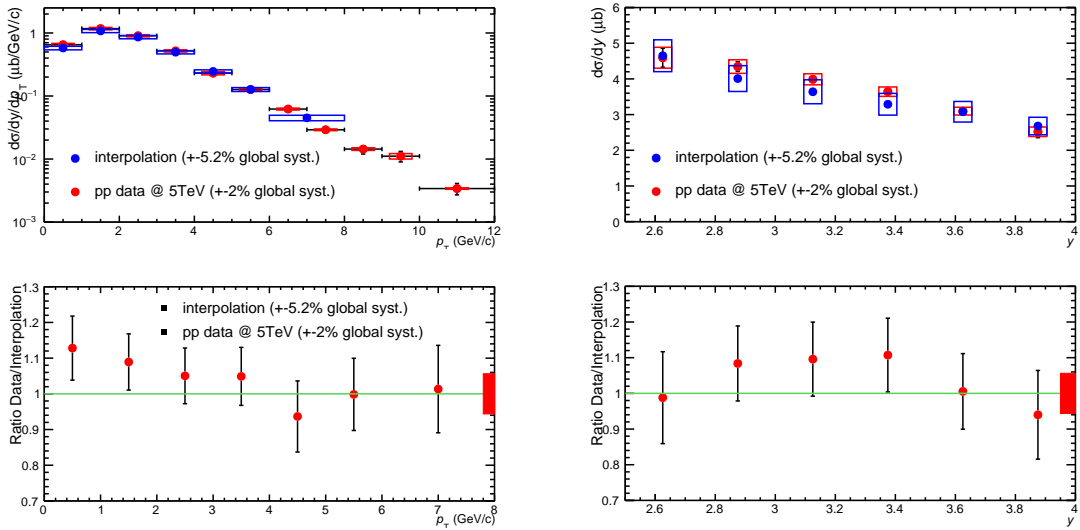 dσ/dy/dp_T (μb/GeV/c)
1
10⁻¹
10⁻²
10⁻³
interpolation (+-5.2% global syst.)
pp data @ 5TeV (+-2% global syst.)
0 2 4 6 8 10 12
p_T (GeV/c)
dσ/dy (μb)
6
5
4
3
2
1
0
interpolation (+-5.2% global syst.)
pp data @ 5TeV (+-2% global syst.)
2.6 2.8 3 3.2 3.4 3.6 3.8 4
y
Ratio Data/Interpolation
1.3
1.2
1.1
1
0.9
0.8
0.7
interpolation (+-5.2% global syst.)
pp data @ 5TeV (+-2% global syst.)
0 1 2 3 4 5 6 7 8
p_T (GeV/c)
Ratio Data/Interpolation
1.3
1.2
1.1
1
0.9
0.8
0.7
2.6 2.8 3 3.2 3.4 3.6 3.8 4
y